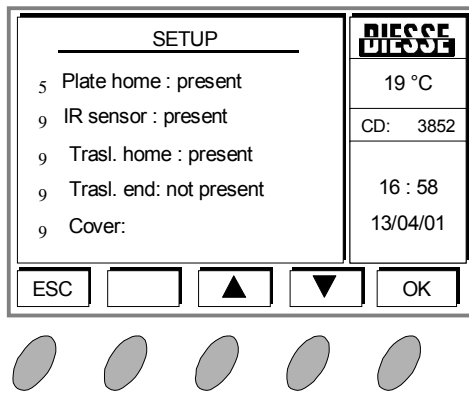 SETUP
5 Plate home : present
9 IR sensor : present
9 Trasl. home : present
9 Trasl. end: not present
9 Cover:
DIESSE
19 °C
CD: 3852
16 : 58
13/04/01
ESC ▲ ▼ OK